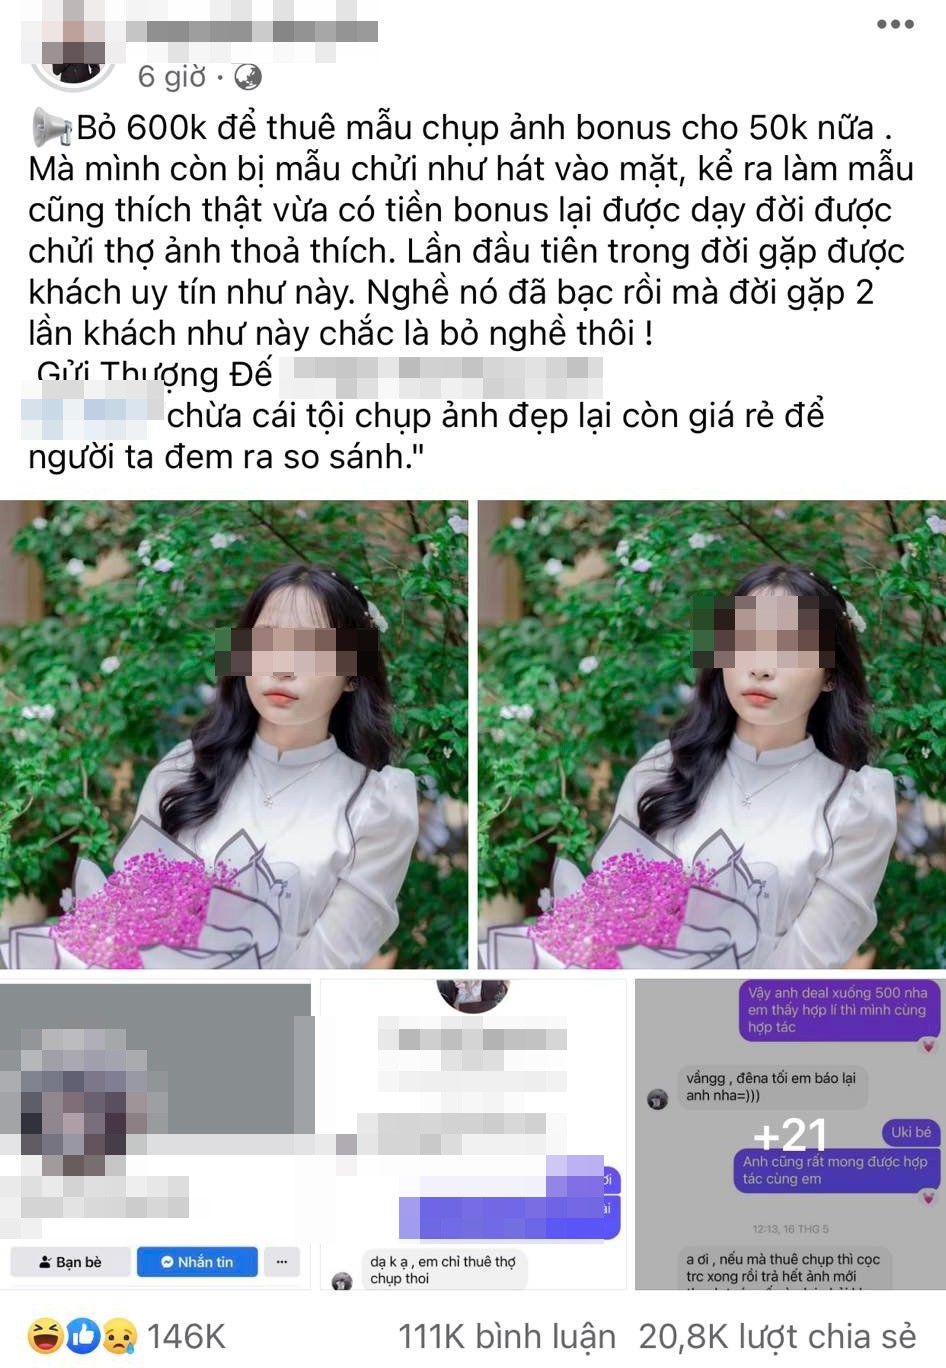 6 giờ ·
Bỏ 600k để thuê mẫu chụp ảnh bonus cho 50k nữa .
Mà mình còn bị mẫu chửi như hát vào mặt, kể ra làm mẫu
cũng thích thật vừa có tiền bonus lại được dạy đời được
chửi thợ ảnh thoả thích. Lần đầu tiên trong đời gặp được
khách uy tín như này. Nghề nó đã bạc rồi mà đời gặp 2
lần khách như này chắc là bỏ nghề thôi !
Gửi Thượng Đế
chừa cái tội chụp ảnh đẹp lại còn giá rẻ để
người ta đem ra so sánh."
Bạn bè
Nhắn tin
dạ k ạ , em chỉ thuê thợ
chụp thoi
Vậy anh deal xuống 500 nha
em thấy hợp lí thì mình cùng
hợp tác
vẩngg , đêna tối em báo lại
anh nha=)))
+21
Uki bé
Anh cũng rất mong được hợp
tác cùng em
12:13, 16 THG 5
a ơi , nếu mà thuê chụp thì cọc
trc xong rồi trả hết ảnh mới
146K
111K bình luận
20,8K lượt chia sẻ